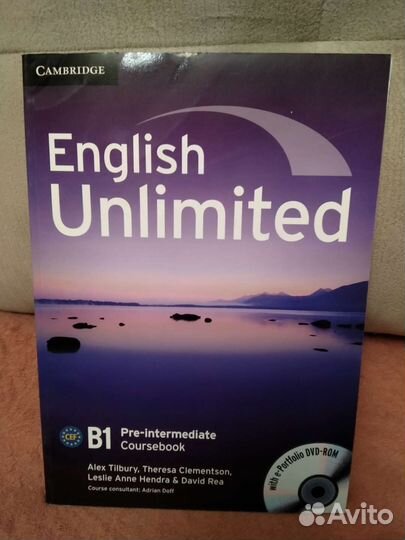 CAMBRIDGE
English
Unlimited
CEF
B1 Pre-intermediate
Coursebook
Alex Tilbury, Theresa Clementson,
Leslie Anne Hendra & David Rea
Course consultant: Adrian Doff
with e-Portfolio DVD-ROM
Avito